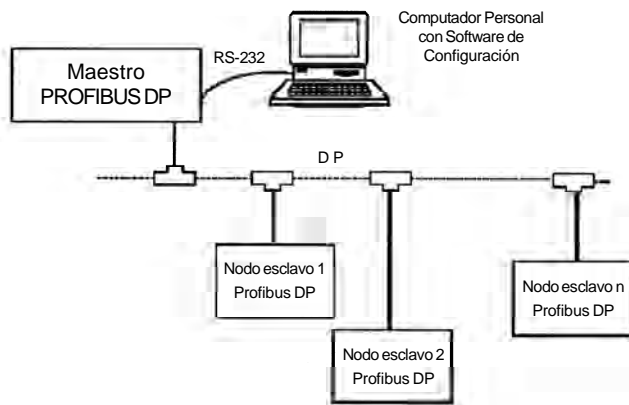 Computador Personal
con Software de
Configuración
RS-232
Maestro
PROFIBUS DP
D P
Nodo esclavo 1
Profibus DP
Nodo esclavo 2
Profibus DP
Nodo esclavo n
Profibus DP